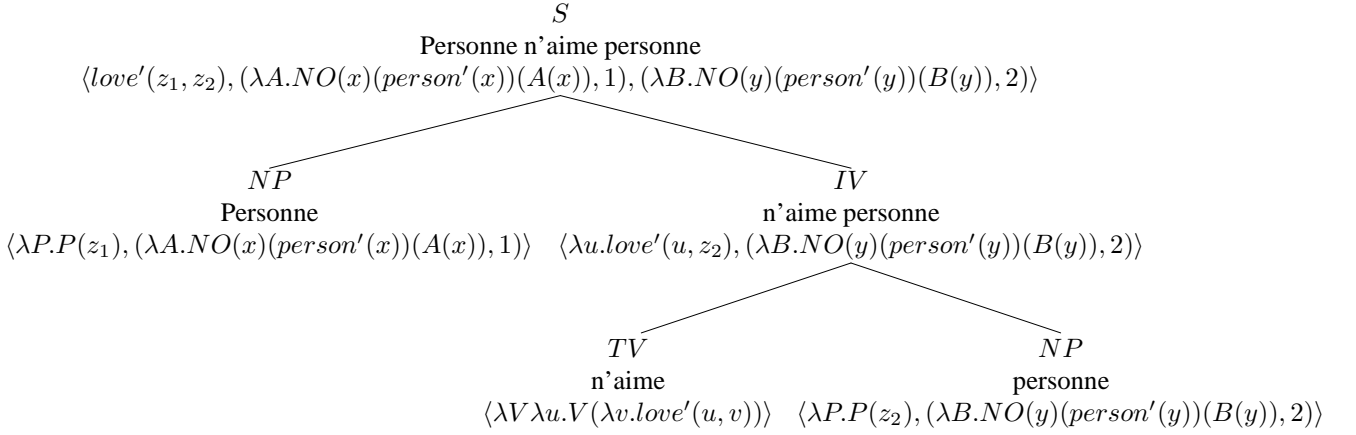 S
Personne n'aime personne
⟨love′(z₁, z₂), (λA.NO(x)(person′(x))(A(x)), 1), (λB.NO(y)(person′(y))(B(y)), 2)⟩
NP IV
Personne n'aime personne
⟨λP.P(z₁), (λA.NO(x)(person′(x))(A(x)), 1)⟩ ⟨λu.love′(u, z₂), (λB.NO(y)(person′(y))(B(y)), 2)⟩
TV NP
n'aime personne
⟨λVλu.V(λv.love′(u, v))⟩ ⟨λP.P(z₂), (λB.NO(y)(person′(y))(B(y)), 2)⟩